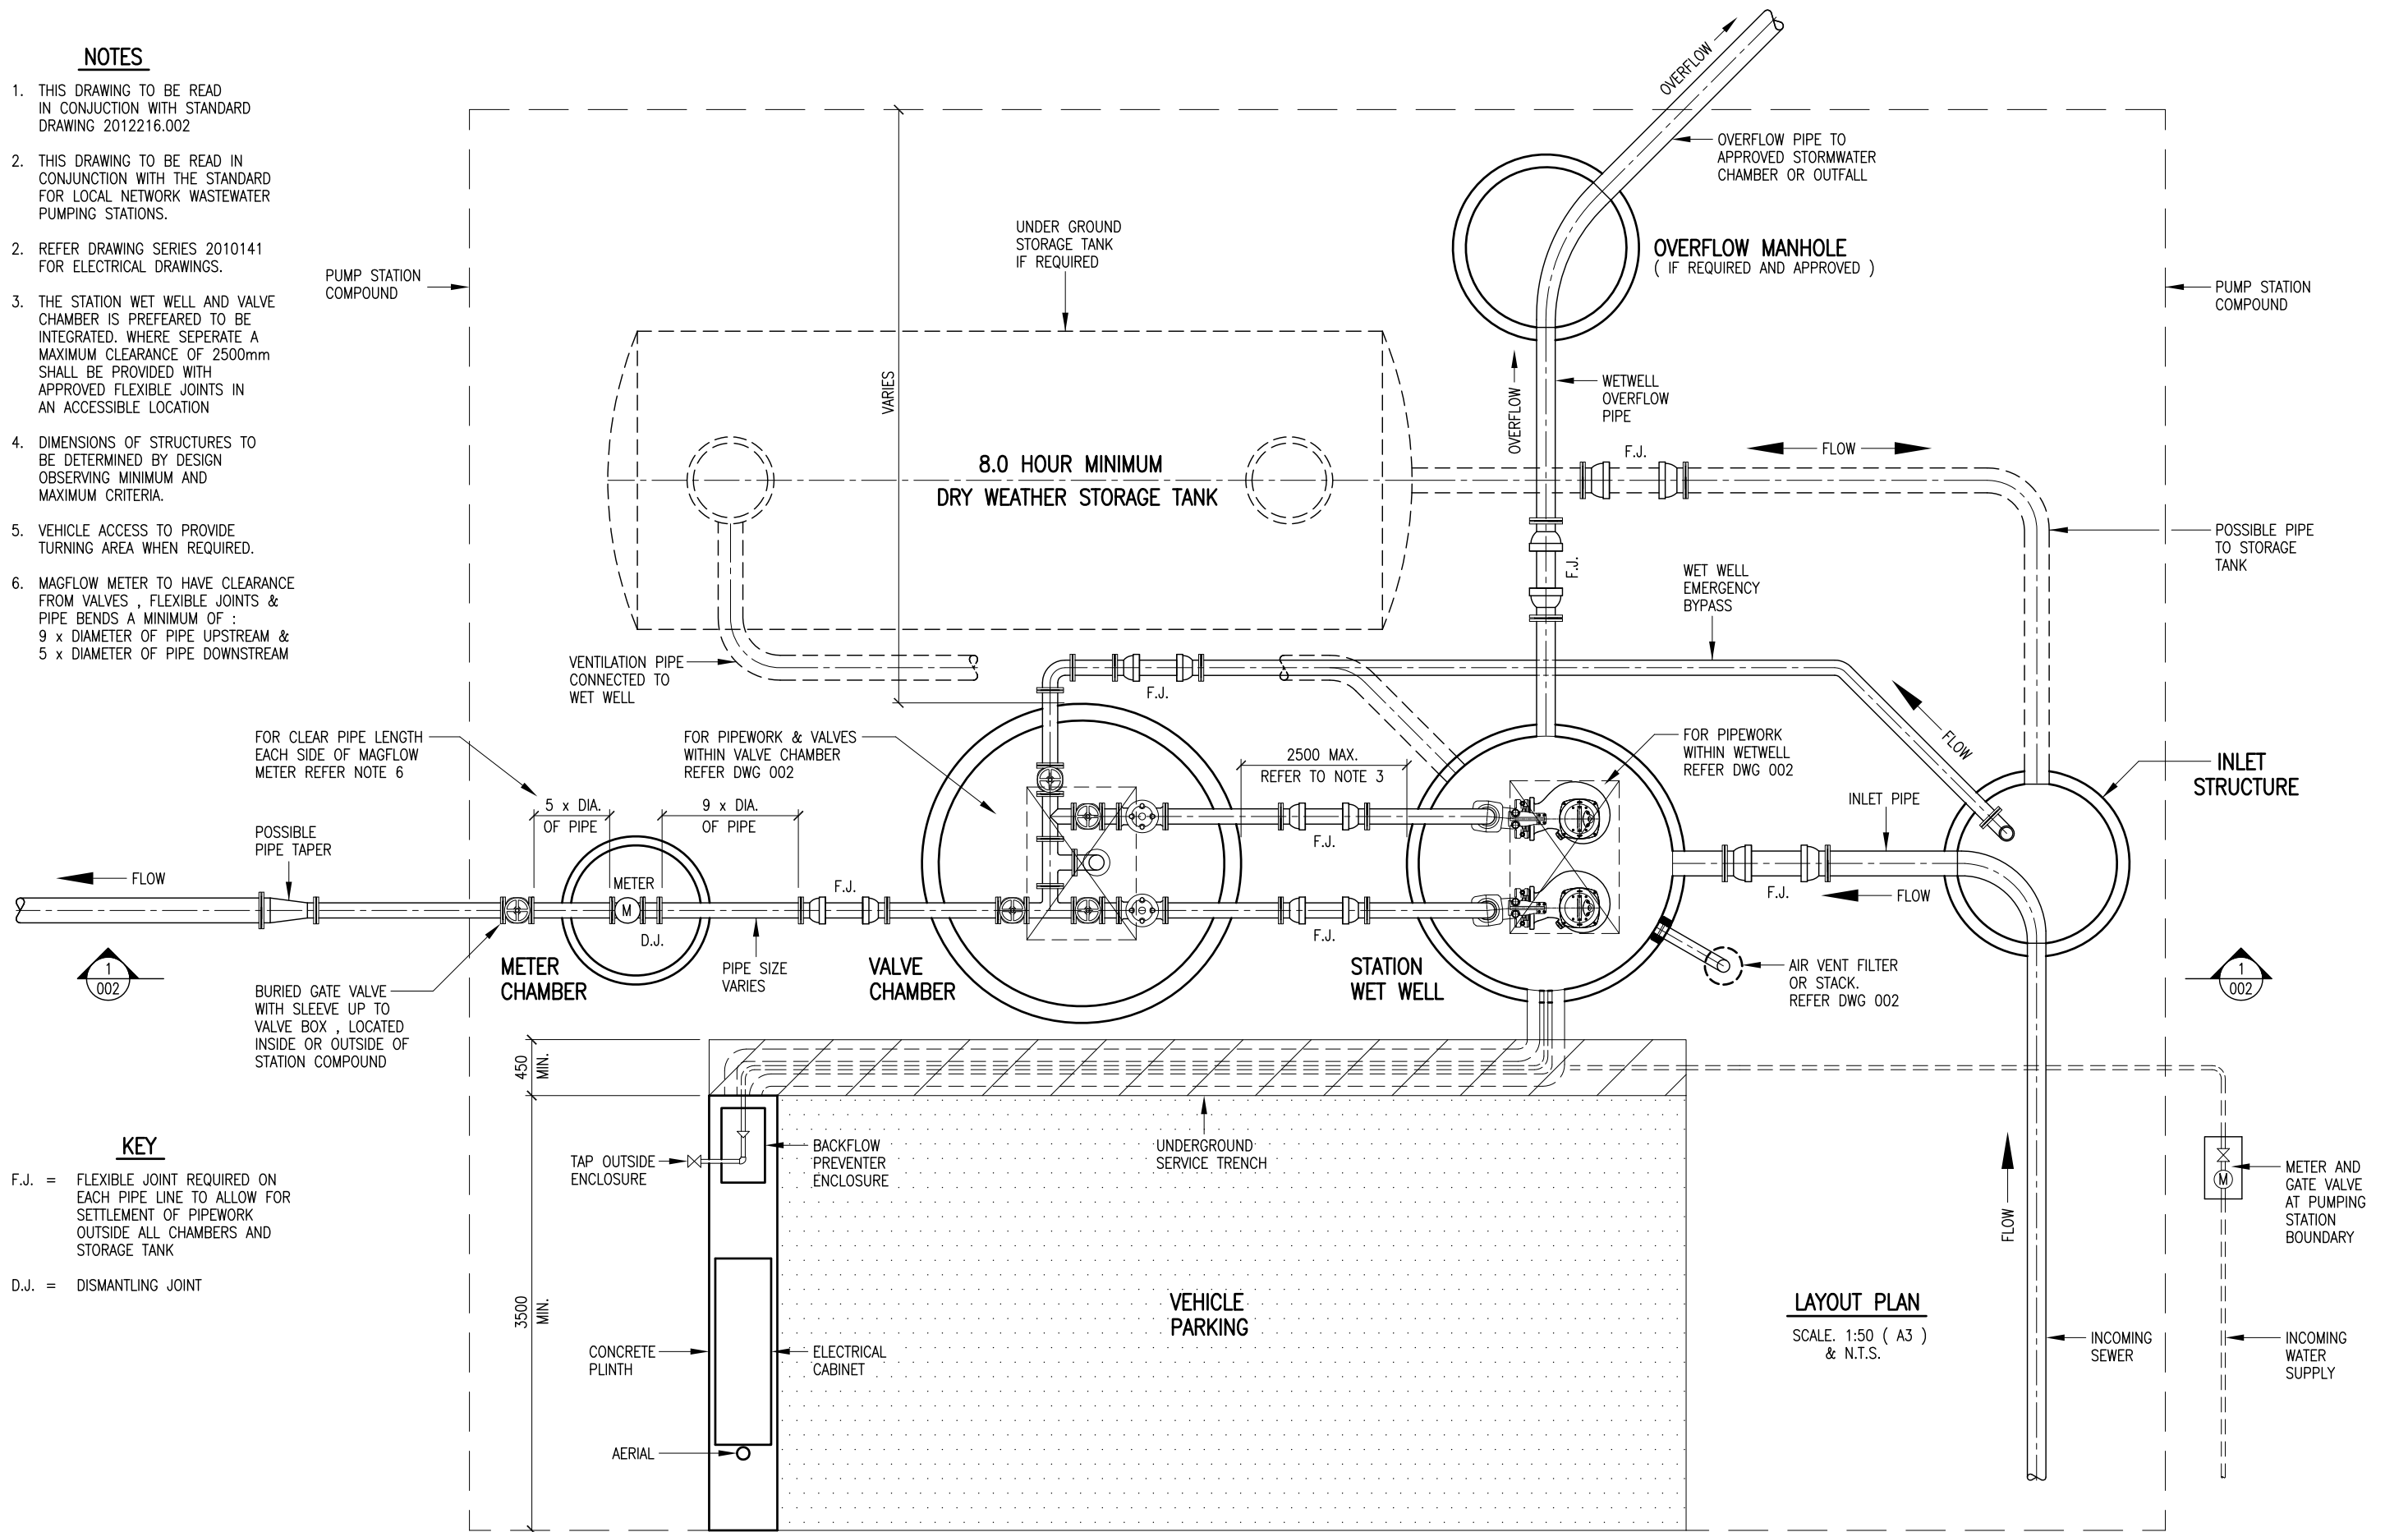 NOTES
1. THIS DRAWING TO BE READ
IN CONJUCTION WITH STANDARD
DRAWING 2012216.002
2. THIS DRAWING TO BE READ IN
CONJUNCTION WITH THE STANDARD
FOR LOCAL NETWORK WASTEWATER
PUMPING STATIONS.
2. REFER DRAWING SERIES 2010141
FOR ELECTRICAL DRAWINGS.
3. THE STATION WET WELL AND VALVE
CHAMBER IS PREFEARED TO BE
INTEGRATED. WHERE SEPERATE A
MAXIMUM CLEARANCE OF 2500mm
SHALL BE PROVIDED WITH
APPROVED FLEXIBLE JOINTS IN
AN ACCESSIBLE LOCATION
4. DIMENSIONS OF STRUCTURES TO
BE DETERMINED BY DESIGN
OBSERVING MINIMUM AND
MAXIMUM CRITERIA.
5. VEHICLE ACCESS TO PROVIDE
TURNING AREA WHEN REQUIRED.
6. MAGFLOW METER TO HAVE CLEARANCE
FROM VALVES , FLEXIBLE JOINTS &
PIPE BENDS A MINIMUM OF :
9 x DIAMETER OF PIPE UPSTREAM &
5 x DIAMETER OF PIPE DOWNSTREAM
KEY
F.J. = FLEXIBLE JOINT REQUIRED ON
EACH PIPE LINE TO ALLOW FOR
SETTLEMENT OF PIPEWORK
OUTSIDE ALL CHAMBERS AND
STORAGE TANK
D.J. = DISMANTLING JOINT
OVERFLOW
OVERFLOW PIPE TO
APPROVED STORMWATER
CHAMBER OR OUTFALL
UNDER GROUND
STORAGE TANK
IF REQUIRED
OVERFLOW MANHOLE
( IF REQUIRED AND APPROVED )
PUMP STATION
COMPOUND
PUMP STATION
COMPOUND
VARIES
OVERFLOW
WETWELL
OVERFLOW
PIPE
F.J.
FLOW
8.0 HOUR MINIMUM
DRY WEATHER STORAGE TANK
POSSIBLE PIPE
TO STORAGE
TANK
F.J.
WET WELL
EMERGENCY
BYPASS
VENTILATION PIPE
CONNECTED TO
WET WELL
F.J.
FOR CLEAR PIPE LENGTH
EACH SIDE OF MAGFLOW
METER REFER NOTE 6
FOR PIPEWORK & VALVES
WITHIN VALVE CHAMBER
REFER DWG 002
2500 MAX.
REFER TO NOTE 3
FOR PIPEWORK
WITHIN WETWELL
REFER DWG 002
FLOW
INLET
STRUCTURE
INLET PIPE
5 x DIA.
OF PIPE
9 x DIA.
OF PIPE
POSSIBLE
PIPE TAPER
F.J.
FLOW
METER
M
F.J.
F.J.
FLOW
D.J.
F.J.
1
002
METER
CHAMBER
PIPE SIZE
VARIES
VALVE
CHAMBER
STATION
WET WELL
AIR VENT FILTER
OR STACK.
REFER DWG 002
1
002
BURIED GATE VALVE
WITH SLEEVE UP TO
VALVE BOX , LOCATED
INSIDE OR OUTSIDE OF
STATION COMPOUND
450
MIN.
TAP OUTSIDE
ENCLOSURE
BACKFLOW
PREVENTER
ENCLOSURE
UNDERGROUND
SERVICE TRENCH
FLOW
M
METER AND
GATE VALVE
AT PUMPING
STATION
BOUNDARY
3500
MIN.
VEHICLE
PARKING
CONCRETE
PLINTH
ELECTRICAL
CABINET
AERIAL
LAYOUT PLAN
SCALE. 1:50 ( A3 )
& N.T.S.
INCOMING
SEWER
INCOMING
WATER
SUPPLY